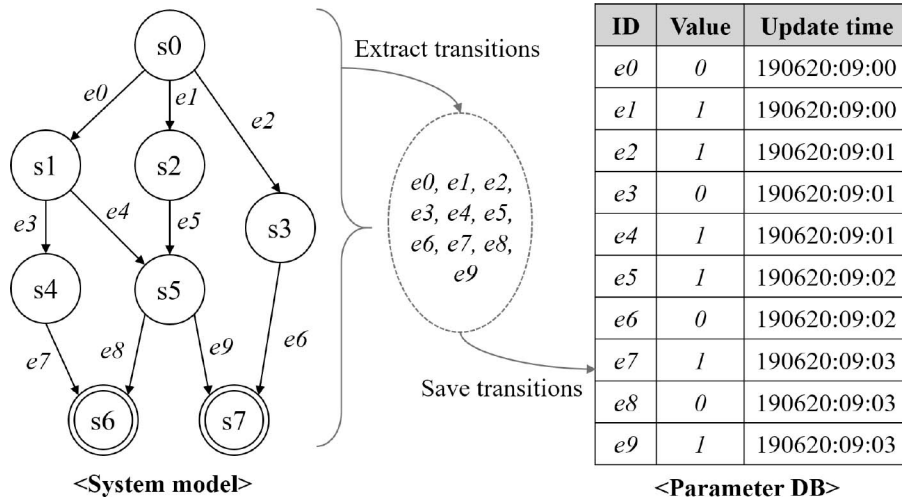 s0
e0
e1
e2
s1
s2
s3
e3
e4
e5
s4
s5
e7
e8
e9
e6
s6
s7
<System model>
Extract transitions
e0, e1, e2,
e3, e4, e5,
e6, e7, e8,
e9
Save transitions
ID Value Update time
e0 0 190620:09:00
e1 1 190620:09:00
e2 1 190620:09:01
e3 0 190620:09:01
e4 1 190620:09:01
e5 1 190620:09:02
e6 0 190620:09:02
e7 1 190620:09:03
e8 0 190620:09:03
e9 1 190620:09:03
<Parameter DB>